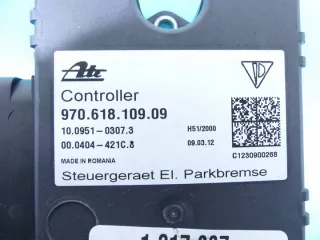 Ate
Controller
970.618.109.09
10.0951-0307.3 H51/2000
00.0404-421C.8 09.03.12
MADE IN ROMANIA C1230900268
Steuergeraet El. Parkbremse